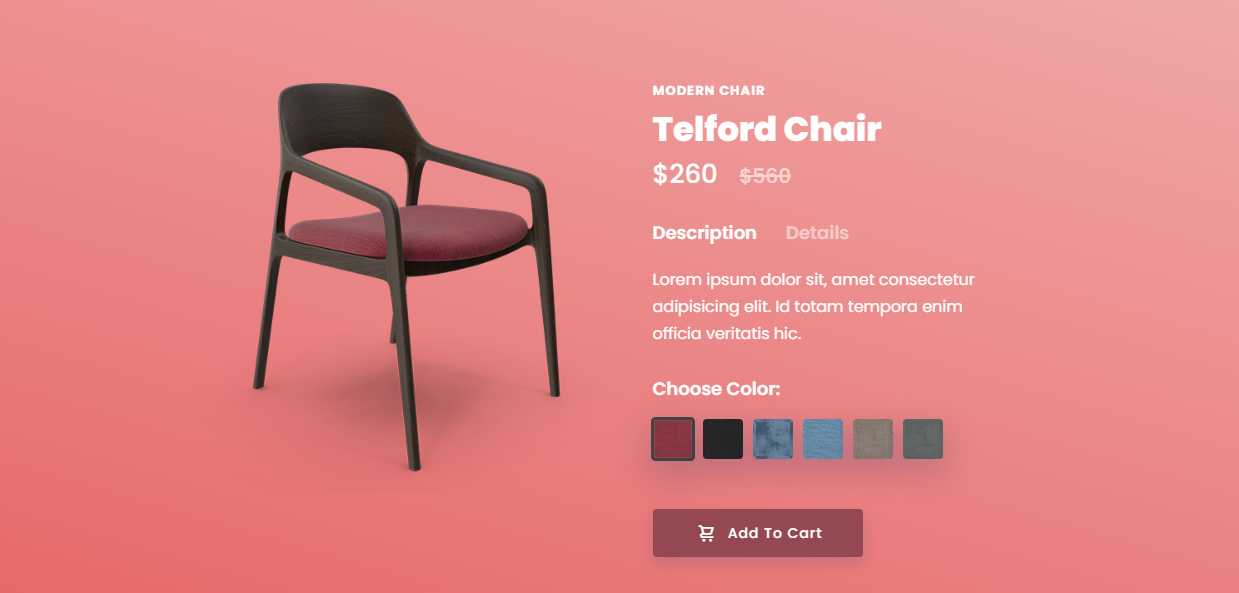 MODERN CHAIR
Telford Chair
$260 $560
Description Details
Lorem ipsum dolor sit, amet consectetur
adipisicing elit. Id totam tempora enim
officia veritatis hic.
Choose Color:
Add To Cart